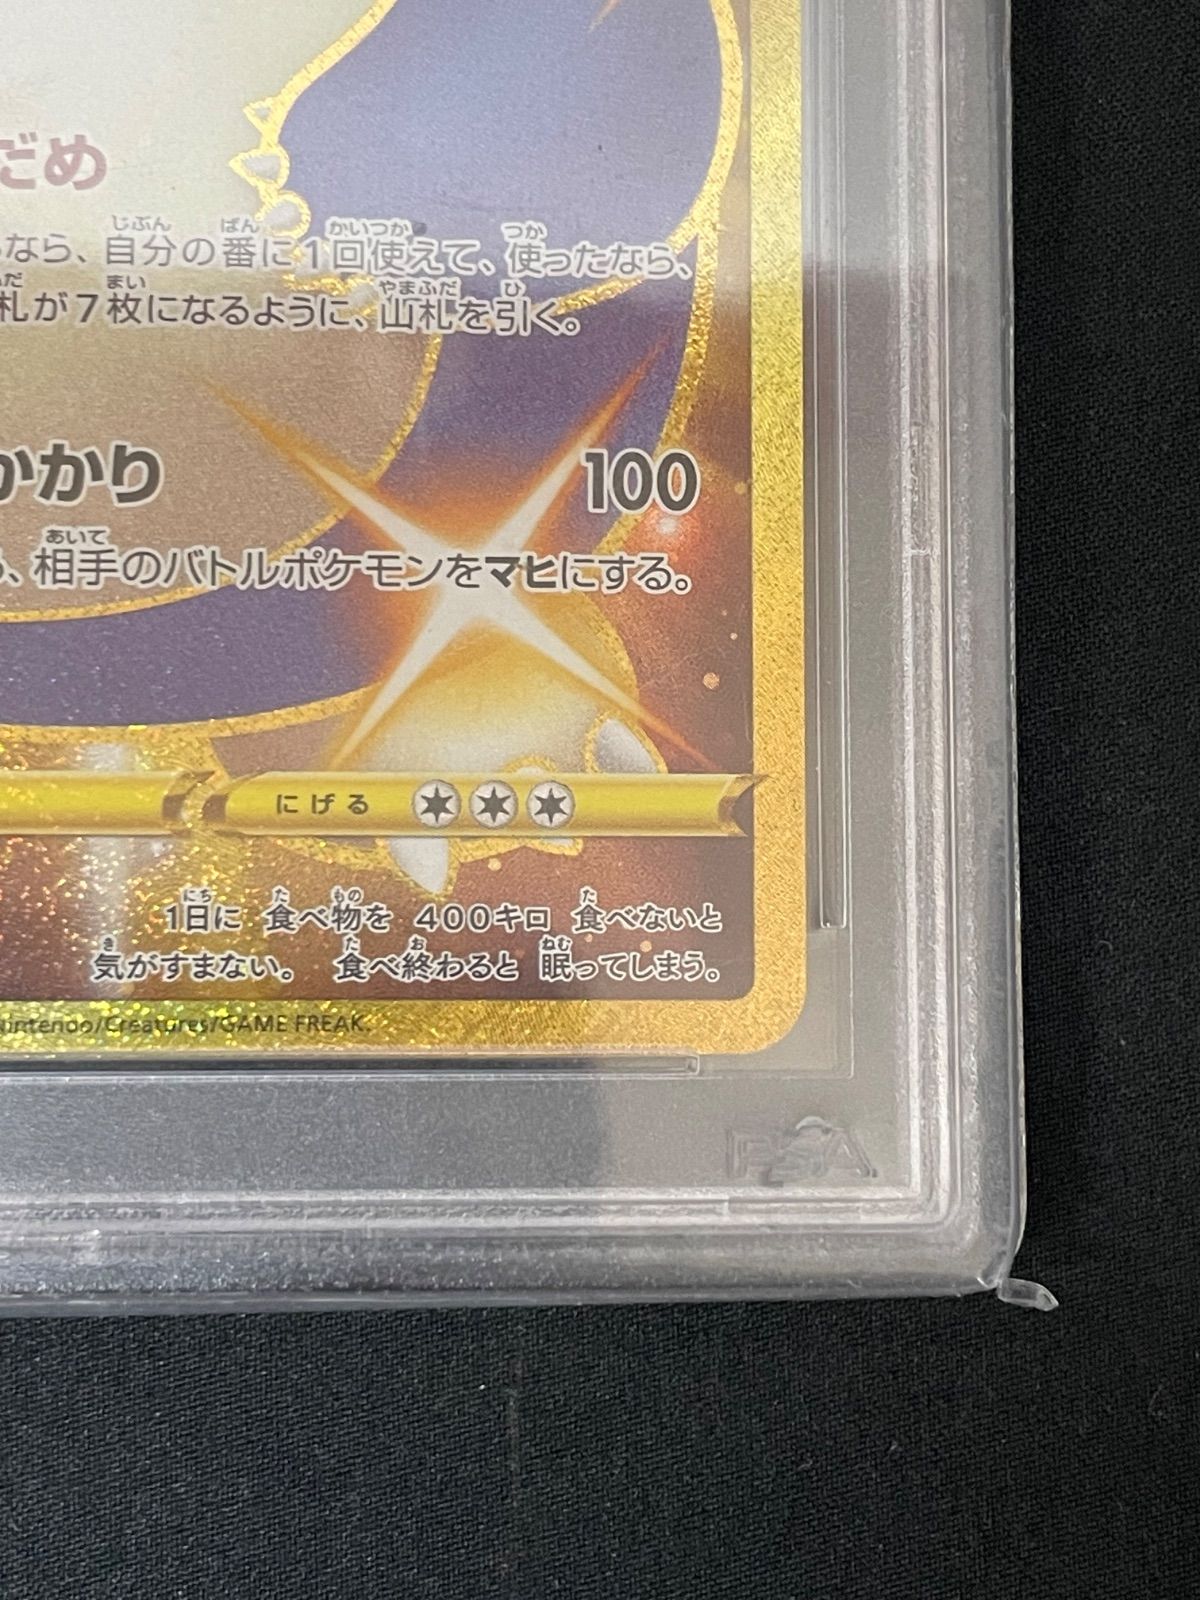 だめ
なら、自分の番に1回使えて、使ったなら、
札が7枚になるように、山札を引く。
かかり 100
、相手のバトルポケモンをマヒにする。
にげる
1日に 食べ物を 400キロ 食べないと
気がすまない。 食べ終わると 眠ってしまう。
Nintendo/Creatures/GAME FREAK.
PSA